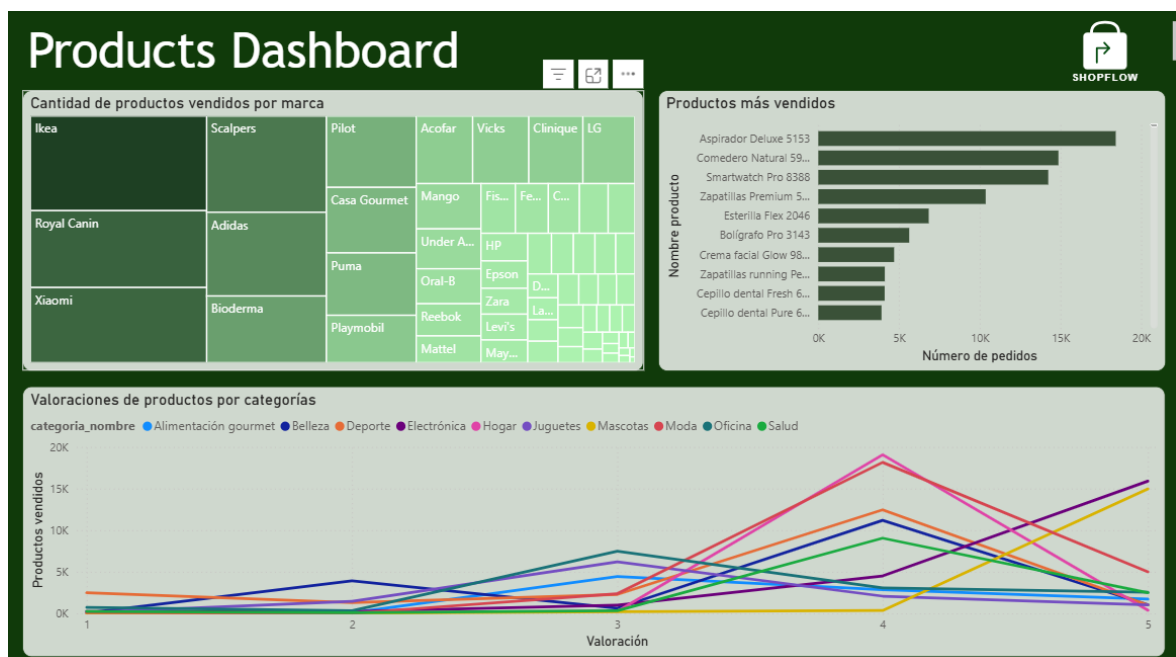 Products Dashboard
SHOPFLOW
Cantidad de productos vendidos por marca
Ikea
Scalpers
Pilot
Acofar
Vicks
Clinique
LG
Royal Canin
Adidas
Casa Gourmet
Mango
Fis...
Fe...
C...
Xiaomi
Bioderma
Puma
Under A...
HP
Oral-B
Epson
D...
Playmobil
Reebok
Zara
La...
Levi's
Mattel
May...
Productos más vendidos
Nombre producto
Aspirador Deluxe 5153
Comedero Natural 59...
Smartwatch Pro 8388
Zapatillas Premium 5...
Esterilla Flex 2046
Bolígrafo Pro 3143
Crema facial Glow 98...
Zapatillas running Pe...
Cepillo dental Fresh 6...
Cepillo dental Pure 6...
0K 5K 10K 15K 20K
Número de pedidos
Valoraciones de productos por categorías
categoria_nombre Alimentación gourmet Belleza Deporte Electrónica Hogar Juguetes Mascotas Moda Oficina Salud
Productos vendidos
20K
15K
10K
5K
0K
1 2 3 4 5
Valoración